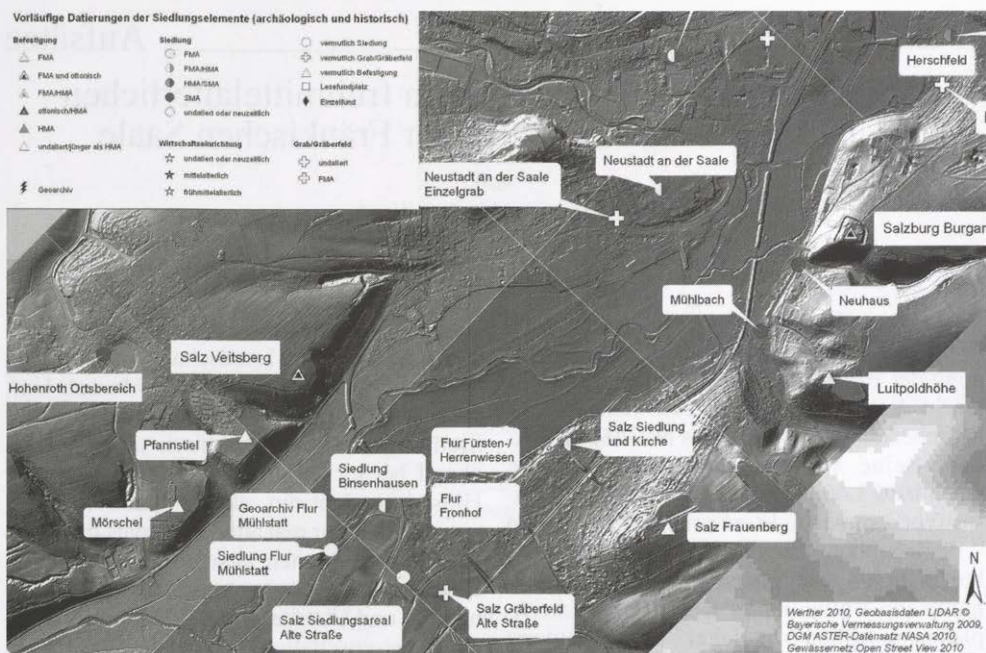 Vorläufige Datierungen der Siedlungselemente (archäologisch und historisch)
Befestigung
FMA
FMA und ottonisch
FMA/HMA
ottonisch/HMA
HMA
undatiert/jünger als HMA
Geoarchiv
Siedlung
FMA
FMA/HMA
HMA/SMA
SMA
undatiert oder neuzeitlich
Wirtschaftseinrichtung
undatiert oder neuzeitlich
mittelalterlich
frühmittelalterlich
vermutlich Siedlung
vermutlich Grab/Gräberfeld
vermutlich Befestigung
Lesefundplatz
Einzelfund
Grab/Gräberfeld
undatiert
FMA
Herschfeld
Neustadt an der Saale
Neustadt an der Saale
Einzelgrab
Salzburg Burgar
Neuhaus
Mühlbach
Salz Veitsberg
Hohenroth Ortsbereich
Luitpoldhöhe
Pfannstiel
Salz Siedlung
und Kirche
Flur Fürsten-/
Herrenwiesen
Siedlung
Binsenhausen
Flur
Fronhof
Mörschel
Geoarchiv Flur
Mühlstatt
Salz Frauenberg
Siedlung Flur
Mühlstatt
Salz Siedlungsareal
Alte Straße
Salz Gräberfeld
Alte Straße
N
Werther 2010, Geobasisdaten LIDAR ©
Bayerische Vermessungsverwaltung 2009,
DGM ASTER-Datensatz NASA 2010,
Gewässernetz Open Street View 2010